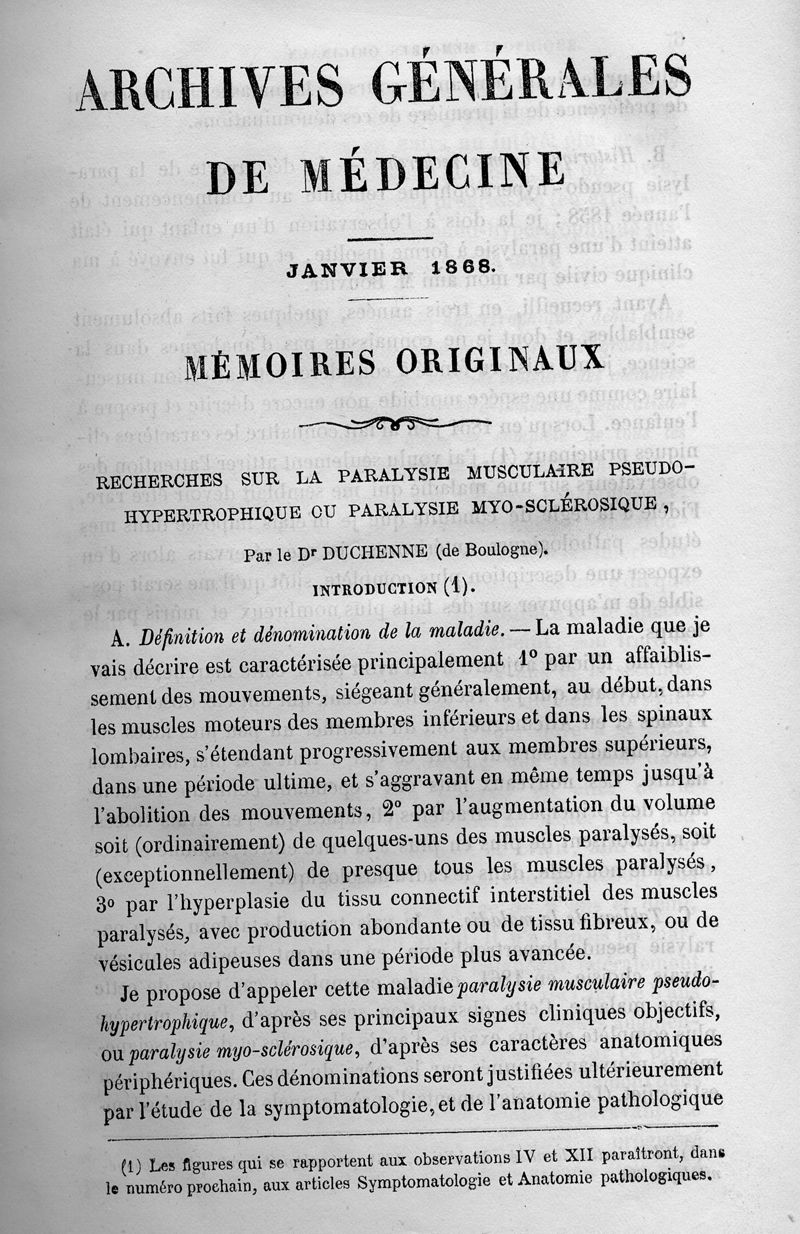 ARCHIVES GÉNÉRALES
DE MÉDECINE
JANVIER 1868.
MÉMOIRES ORIGINAUX
RECHERCHES SUR LA PARALYSIE MUSCULAIRE PSEUDO-
HYPERTROPHIQUE OU PARALYSIE MYO-SCLÉROSIQUE,
Par le Dr DUCHENNE (de Boulogne).
INTRODUCTION (1).
A. Définition et dénomination de la maladie. — La maladie que je
vais décrire est caractérisée principalement 1° par un affaiblis-
sement des mouvements, siégeant généralement, au début, dans
les muscles moteurs des membres inférieurs et dans les spinaux
lombaires, s'étendant progressivement aux membres supérieurs,
dans une période ultime, et s'aggravant en même temps jusqu'à
l'abolition des mouvements, 2° par l'augmentation du volume
soit (ordinairement) de quelques-uns des muscles paralysés, soit
(exceptionnellement) de presque tous les muscles paralysés,
3° par l'hyperplasie du tissu connectif interstitiel des muscles
paralysés, avec production abondante ou de tissu fibreux, ou de
vésicules adipeuses dans une période plus avancée.
Je propose d'appeler cette maladie paralysie musculaire pseudo-
hypertrophique, d'après ses principaux signes cliniques objectifs,
ou paralysie myo-sclérosique, d'après ses caractères anatomiques
périphériques. Ces dénominations seront justifiées ultérieurement
par l'étude de la symptomatologie, et de l'anatomie pathologique
(1) Les figures qui se rapportent aux observations IV et XII paraîtront, dans
le numéro prochain, aux articles Symptomatologie et Anatomie pathologiques.